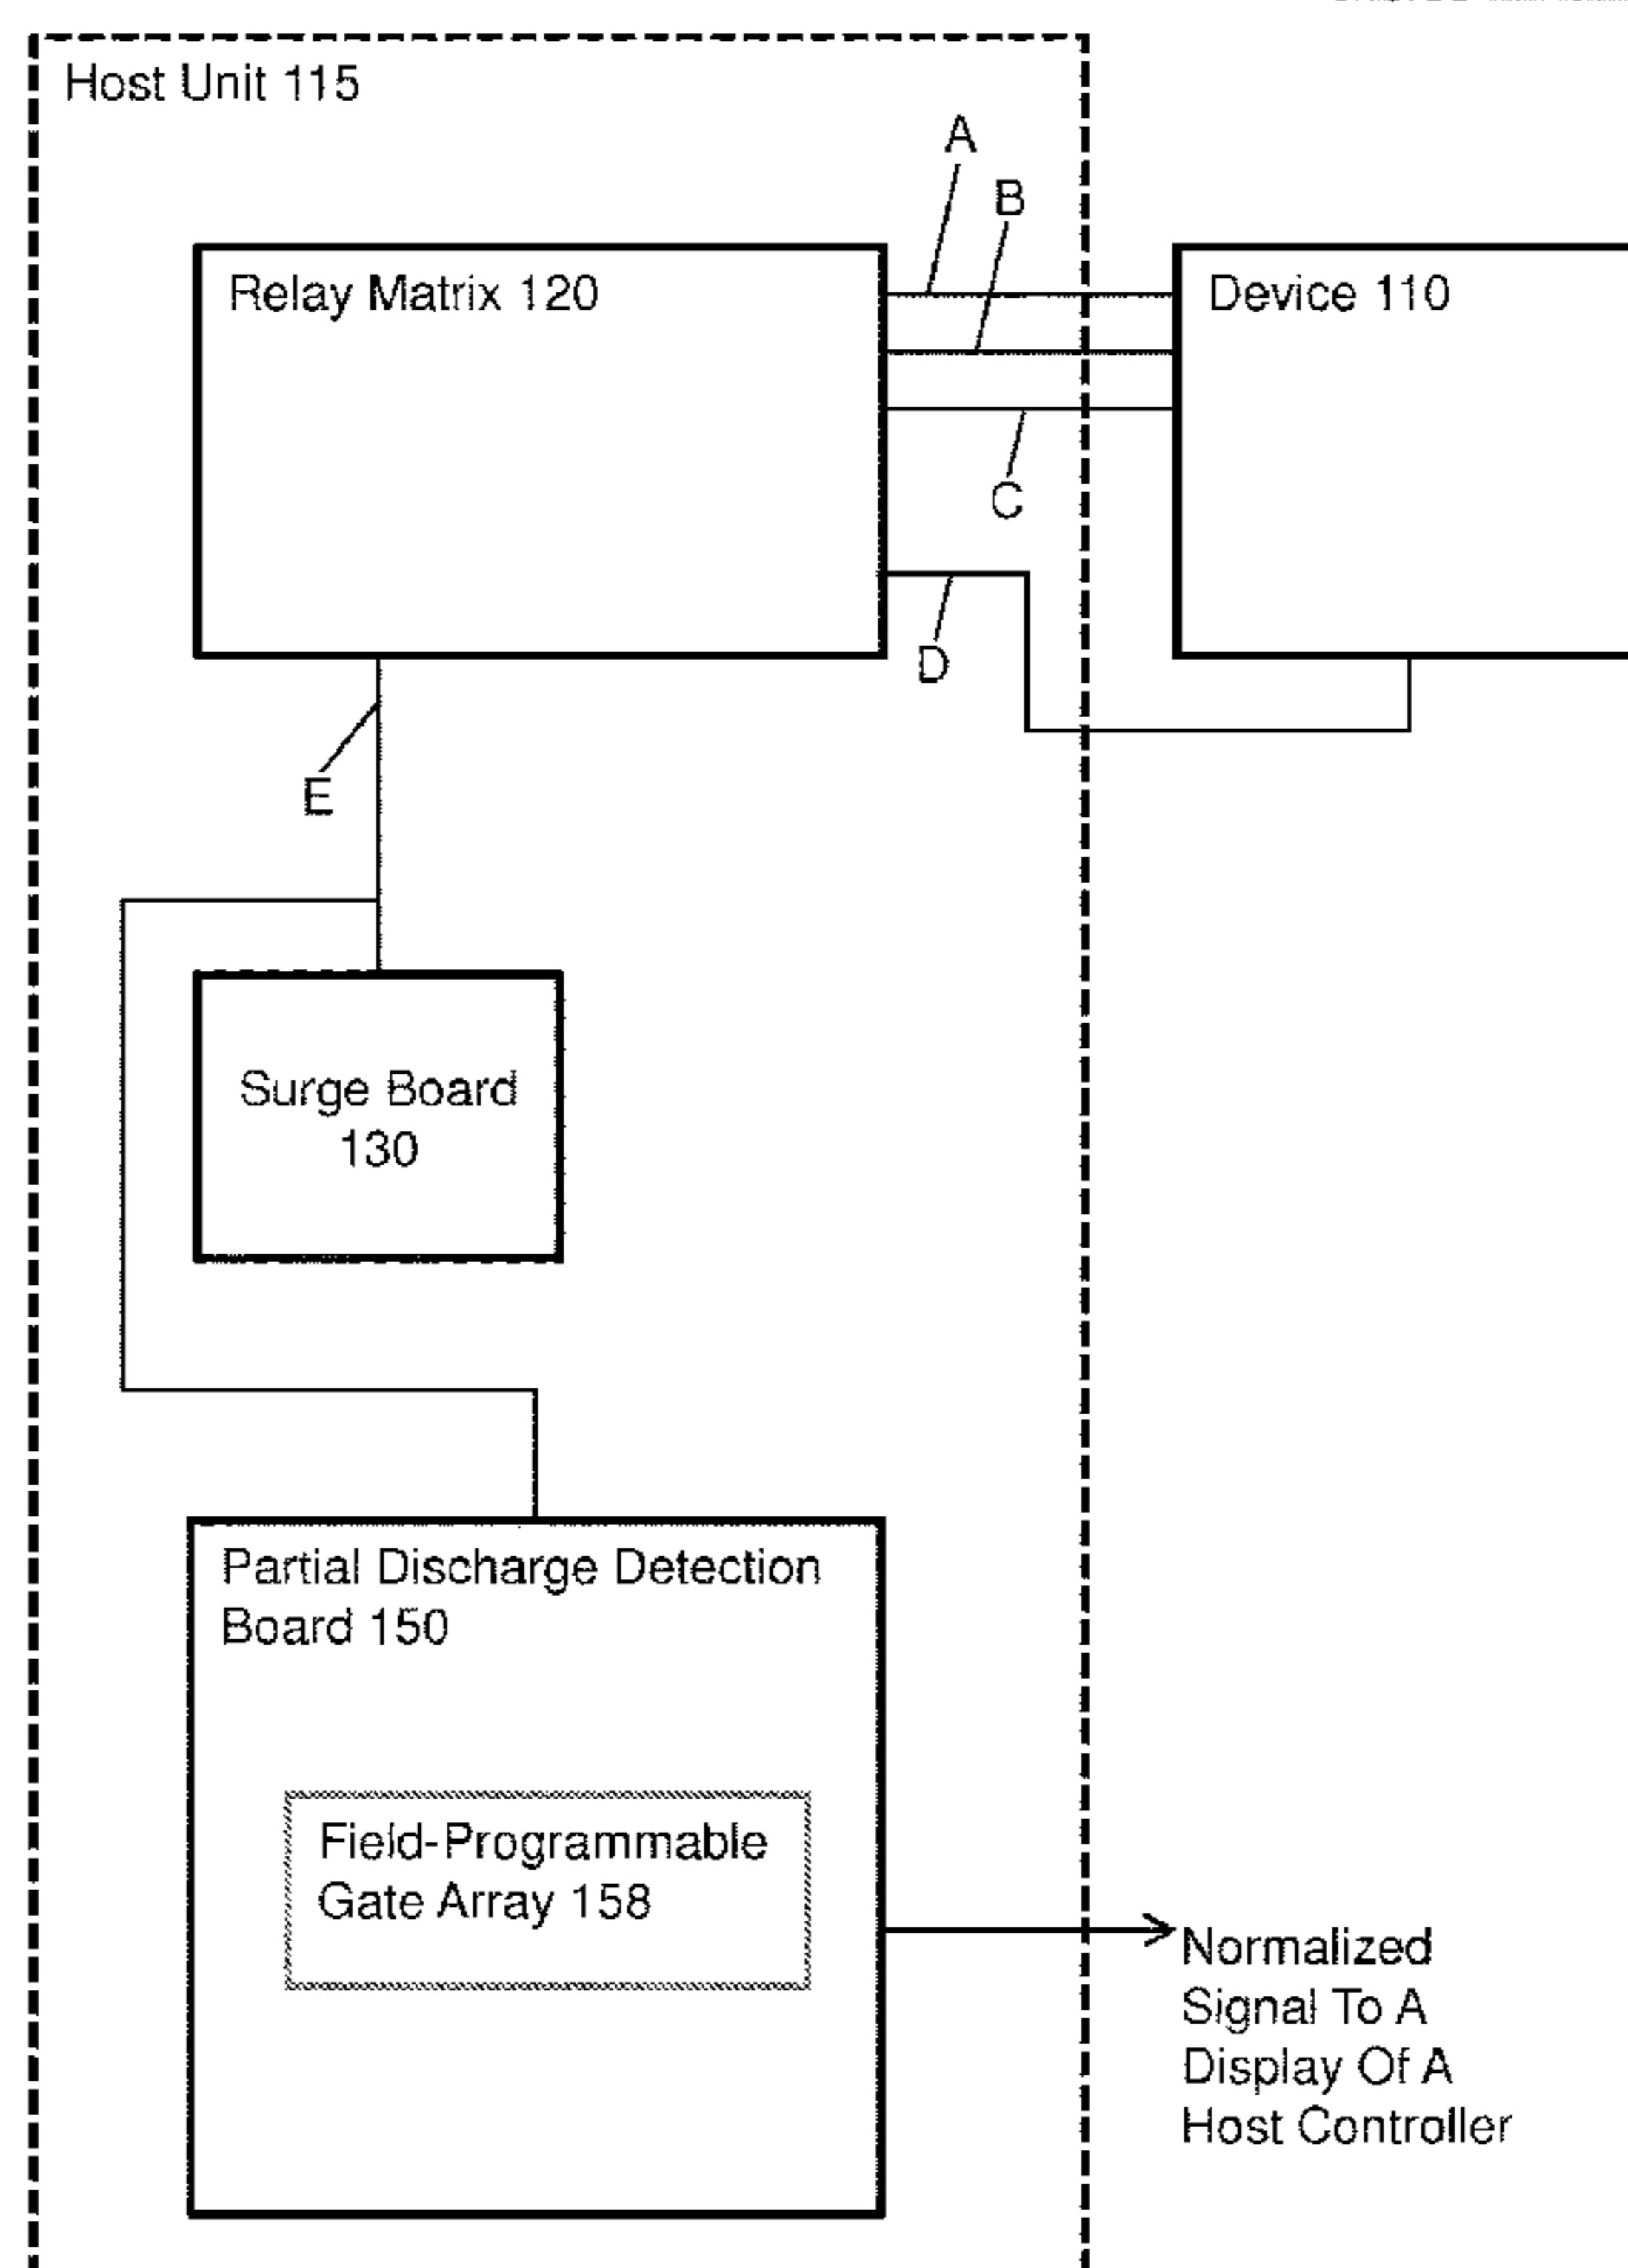 Host Unit 115
A
B
Relay Matrix 120
Device 110
C
D
E
Surge Board
130
Partial Discharge Detection
Board 150
Field-Programmable
Gate Array 158
Normalized
Signal To A
Display Of A
Host Controller